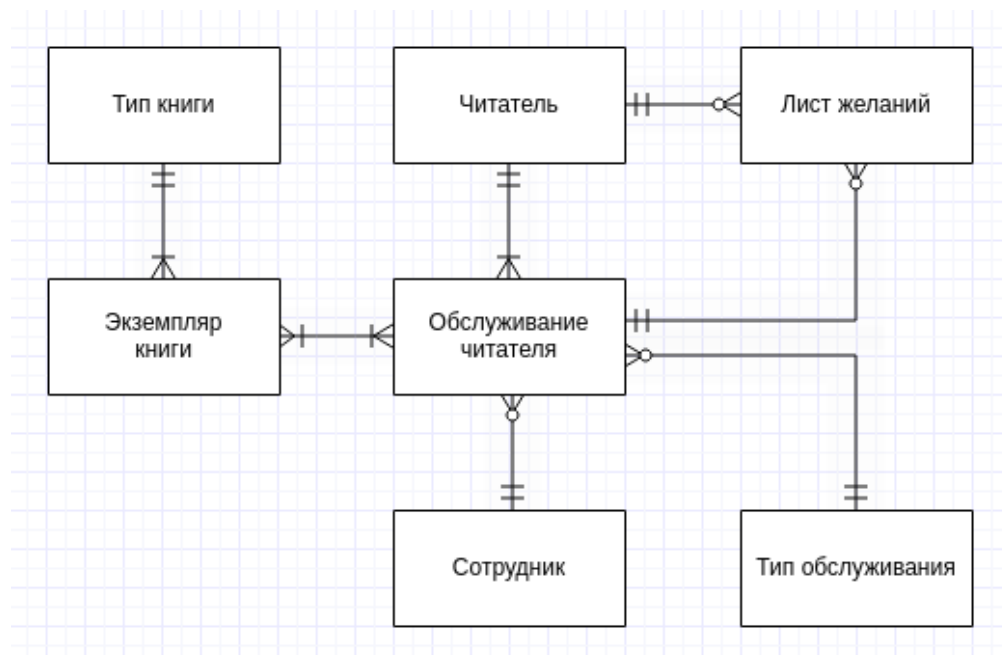 Тип книги
Читатель
Лист желаний
Экземпляр
книги
Обслуживание
читателя
Сотрудник
Тип обслуживания